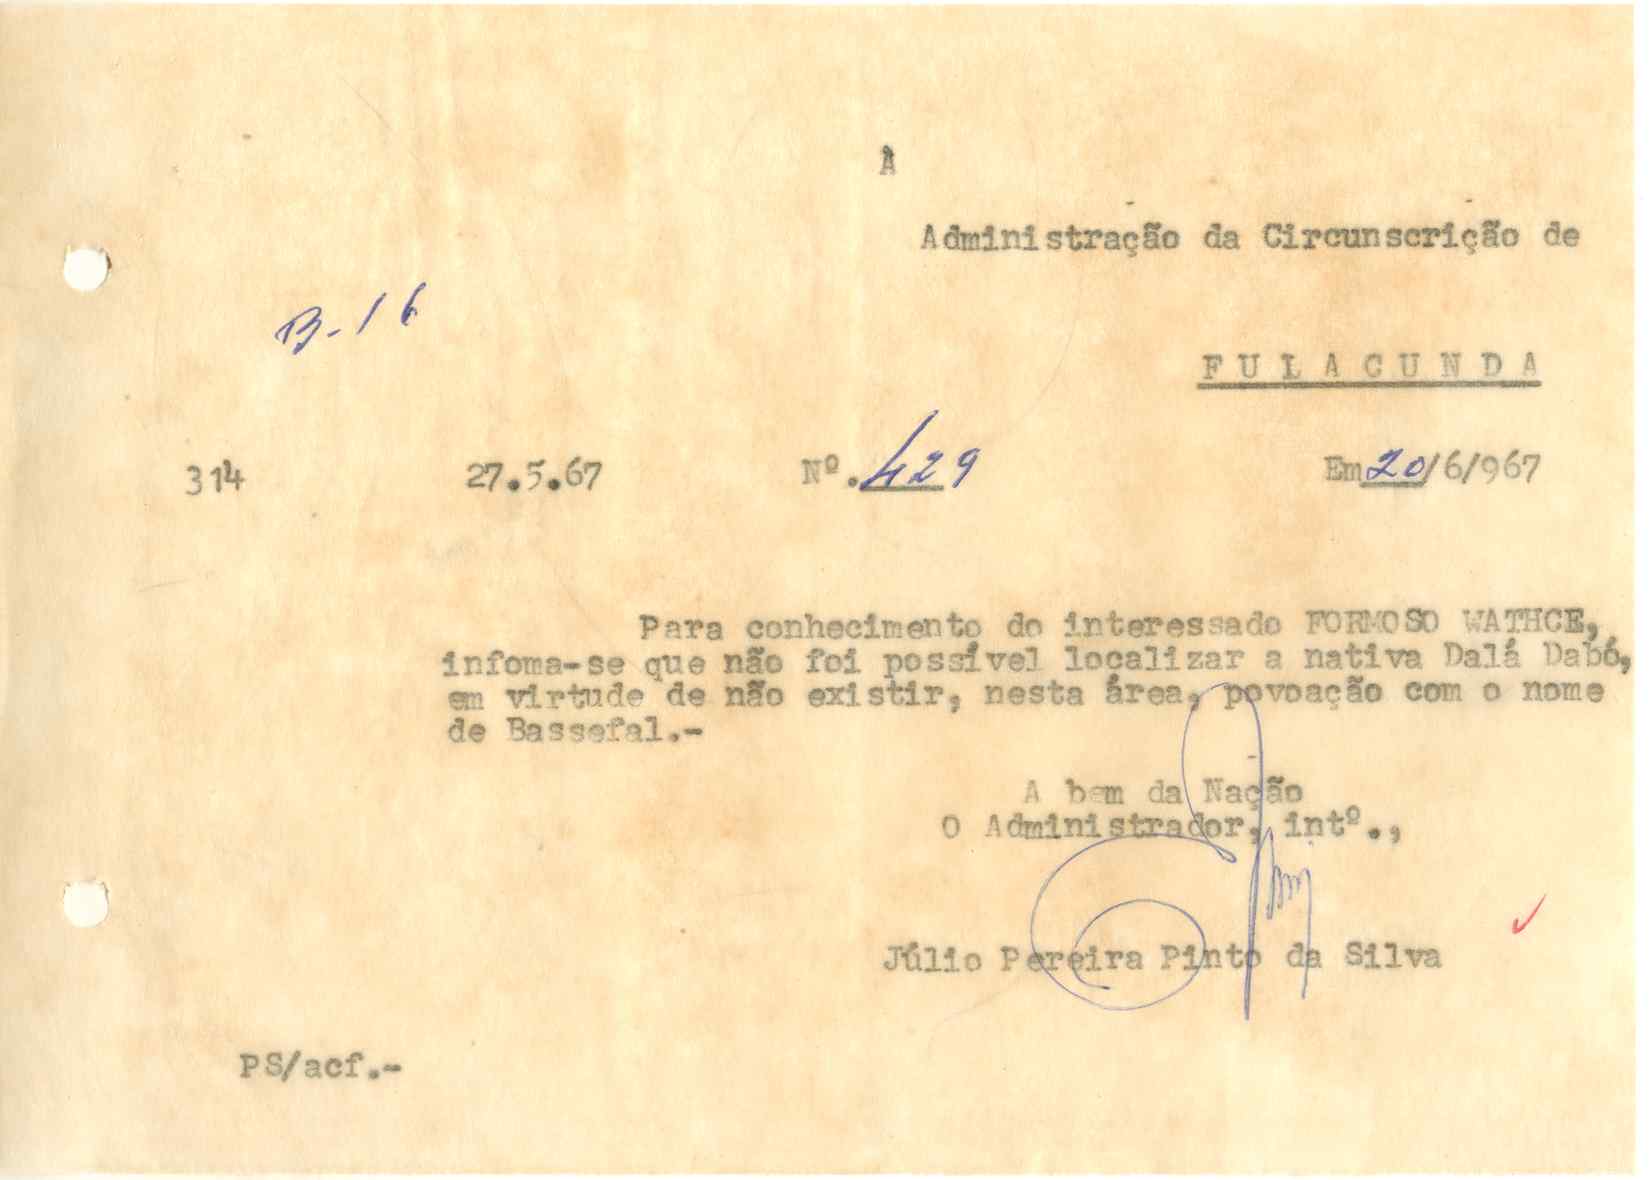 À
Administração da Circunscrição de
B-16
F U L A C U N D A
314 27.5.67 Nº.429 Em 20/6/967
Para conhecimento do interessado FORMOSO WATHCE,
infoma-se que não foi possível localizar a nativa Dalá Dabó,
em virtude de não existir, nesta área, povoação com o nome
de Bassefal.-
A bem da Nação
O Administrador, intº.,
Júlio Pereira Pinto da Silva
PS/acf.-